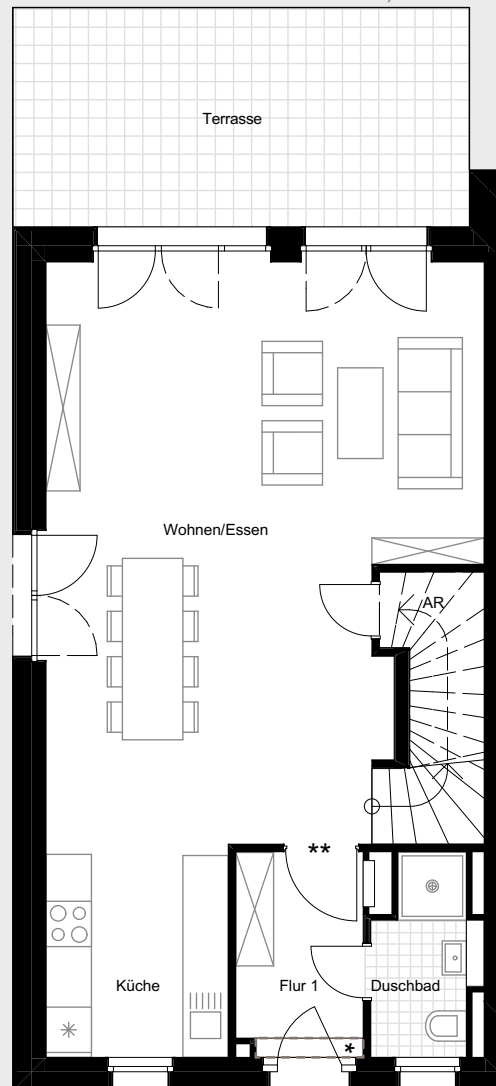 Terrasse
Wohnen/Essen
AR
**
Küche
Flur 1
Duschbad
*